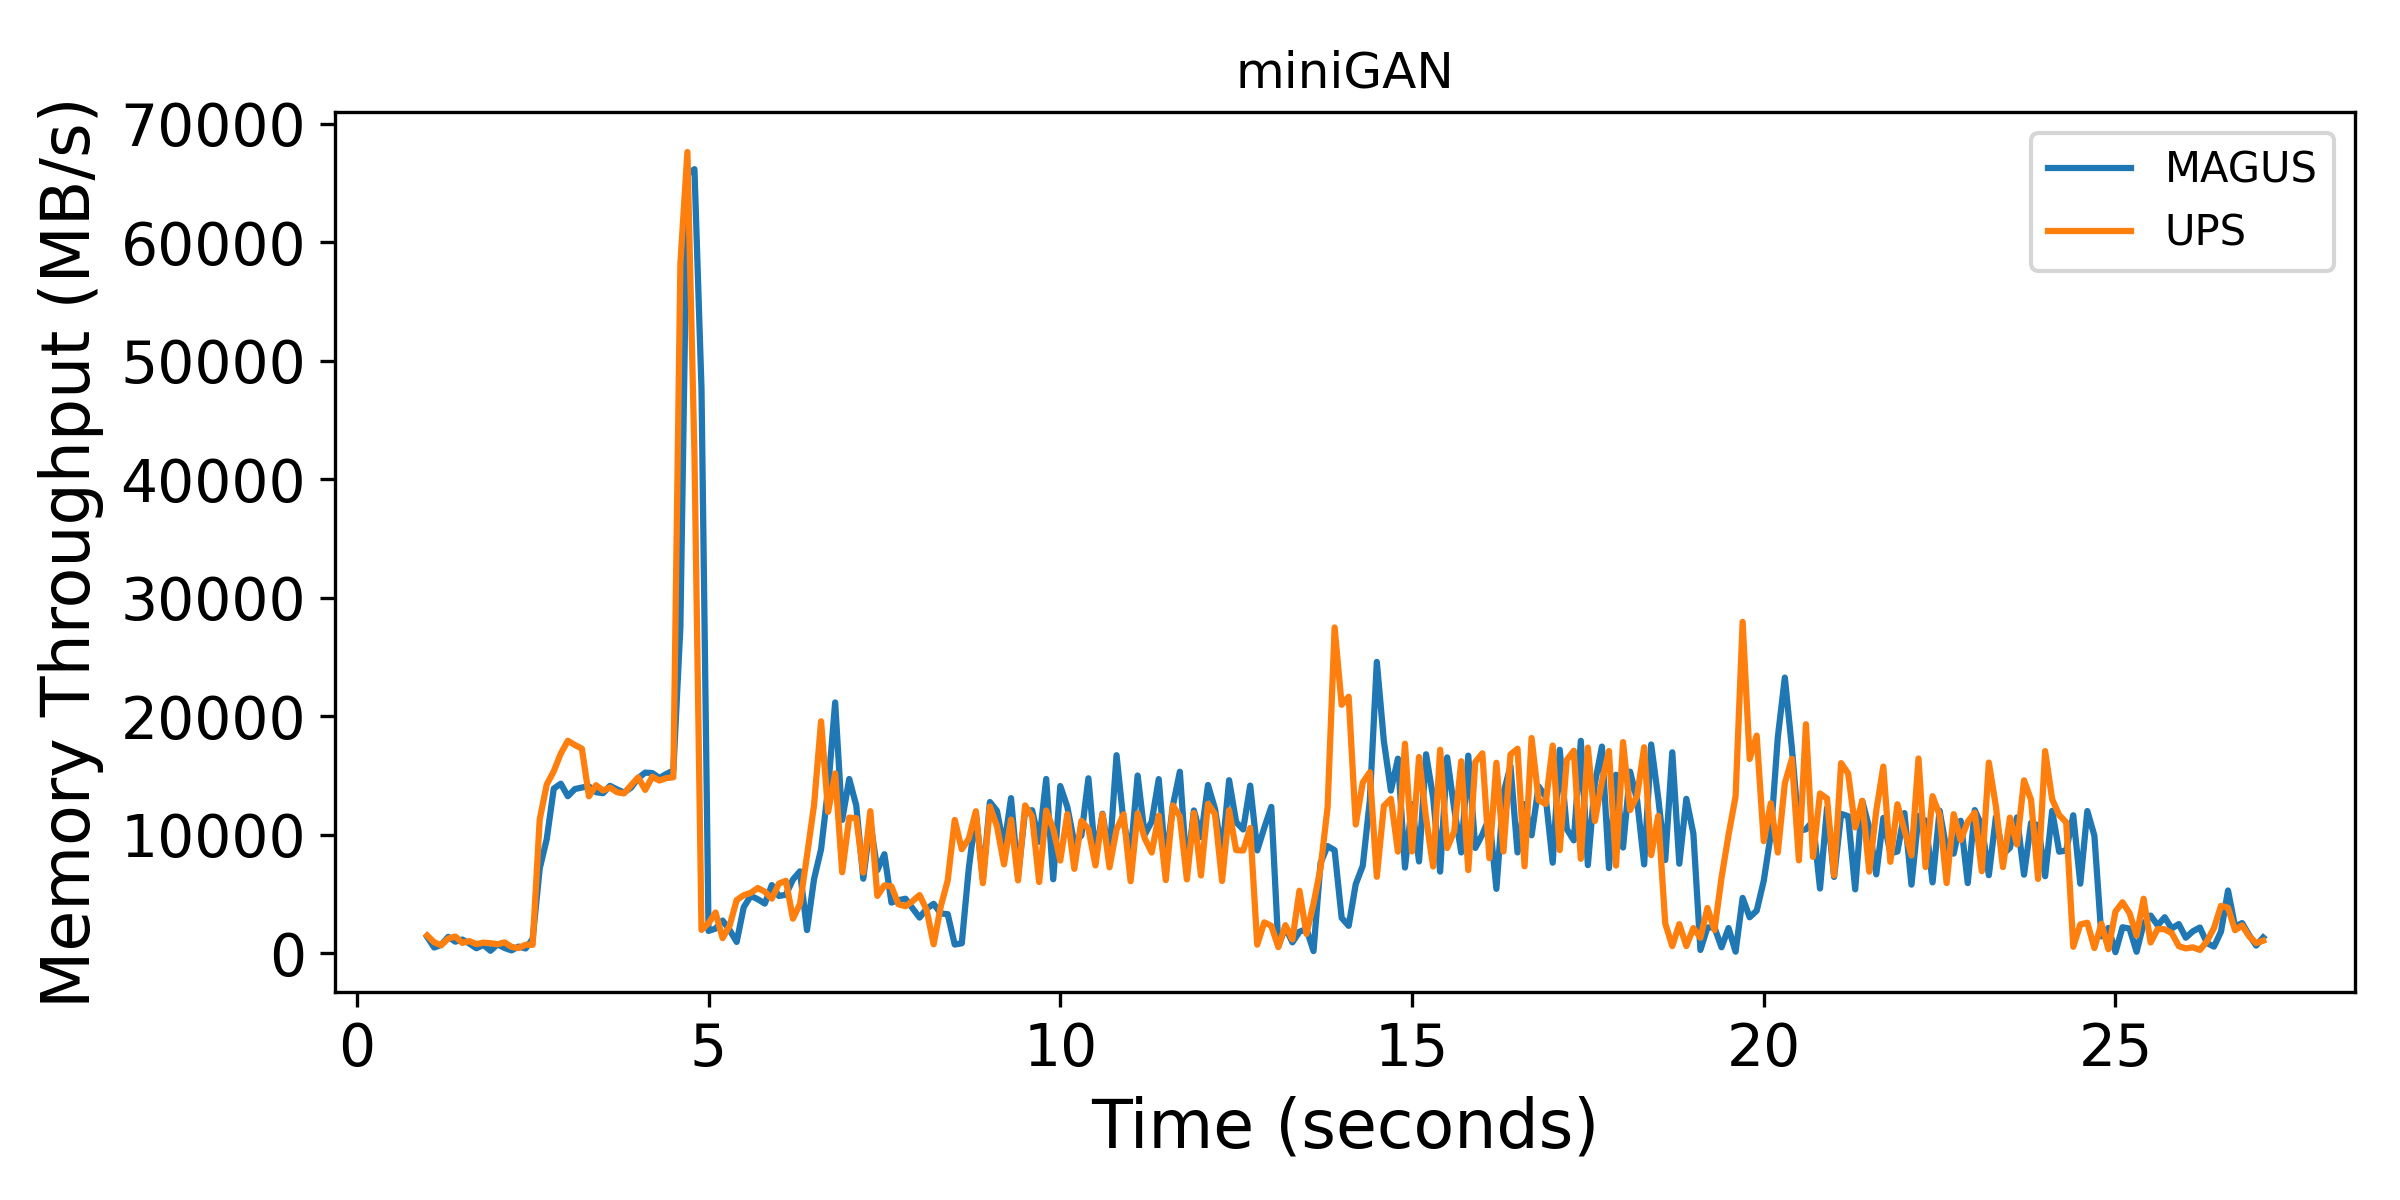 miniGAN
Memory Throughput (MB/s)
70000
60000
50000
40000
30000
20000
10000
0
MAGUS
UPS
0 5 10 15 20 25
Time (seconds)